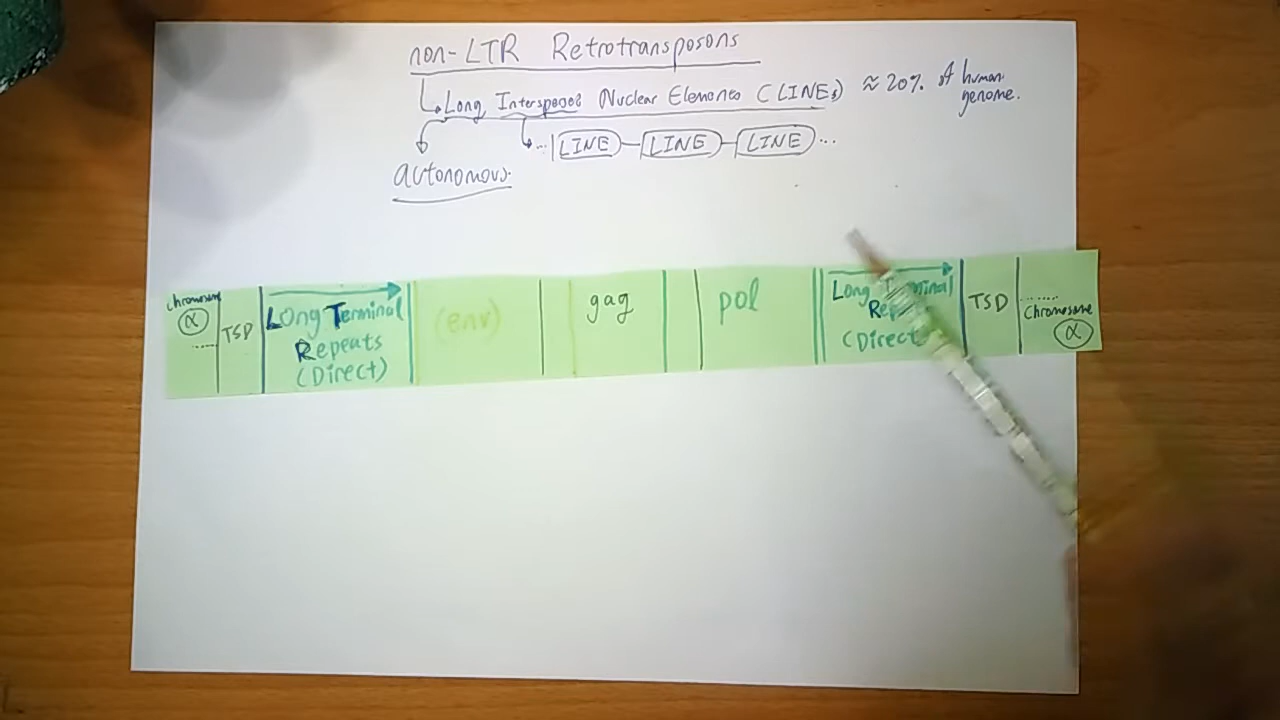 non-LTR Retrotransposons
Long Interspersed Nuclear Elements (LINEs) ≈ 20% of human
genome.
...LINE LINE LINE...
autonomous.
Chromosome
α
......
TSD
Long Terminal
Repeats
(Direct)
(env)
gag
pol
Long Terminal
Repeats
(Direct)
TSD
......
Chromosome
α